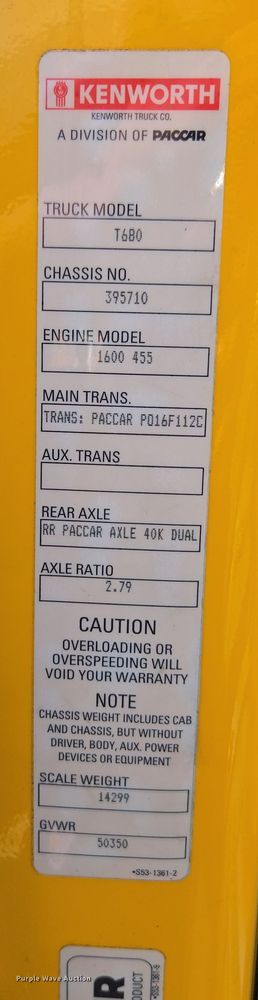 KENWORTH
KENWORTH TRUCK CO.
A DIVISION OF PACCAR
TRUCK MODEL
T680
CHASSIS NO.
395710
ENGINE MODEL
1600 455
MAIN TRANS.
TRANS: PACCAR PO16F112C
AUX. TRANS
REAR AXLE
RR PACCAR AXLE 40K DUAL
AXLE RATIO
2.79
CAUTION
OVERLOADING OR
OVERSPEEDING WILL
VOID YOUR WARRANTY
NOTE
CHASSIS WEIGHT INCLUDES CAB
AND CHASSIS, BUT WITHOUT
DRIVER, BODY, AUX. POWER
DEVICES OR EQUIPMENT
SCALE WEIGHT
14299
GVWR
50350
•S53-1361-2
R
ODUCT
Purple Wave Auction